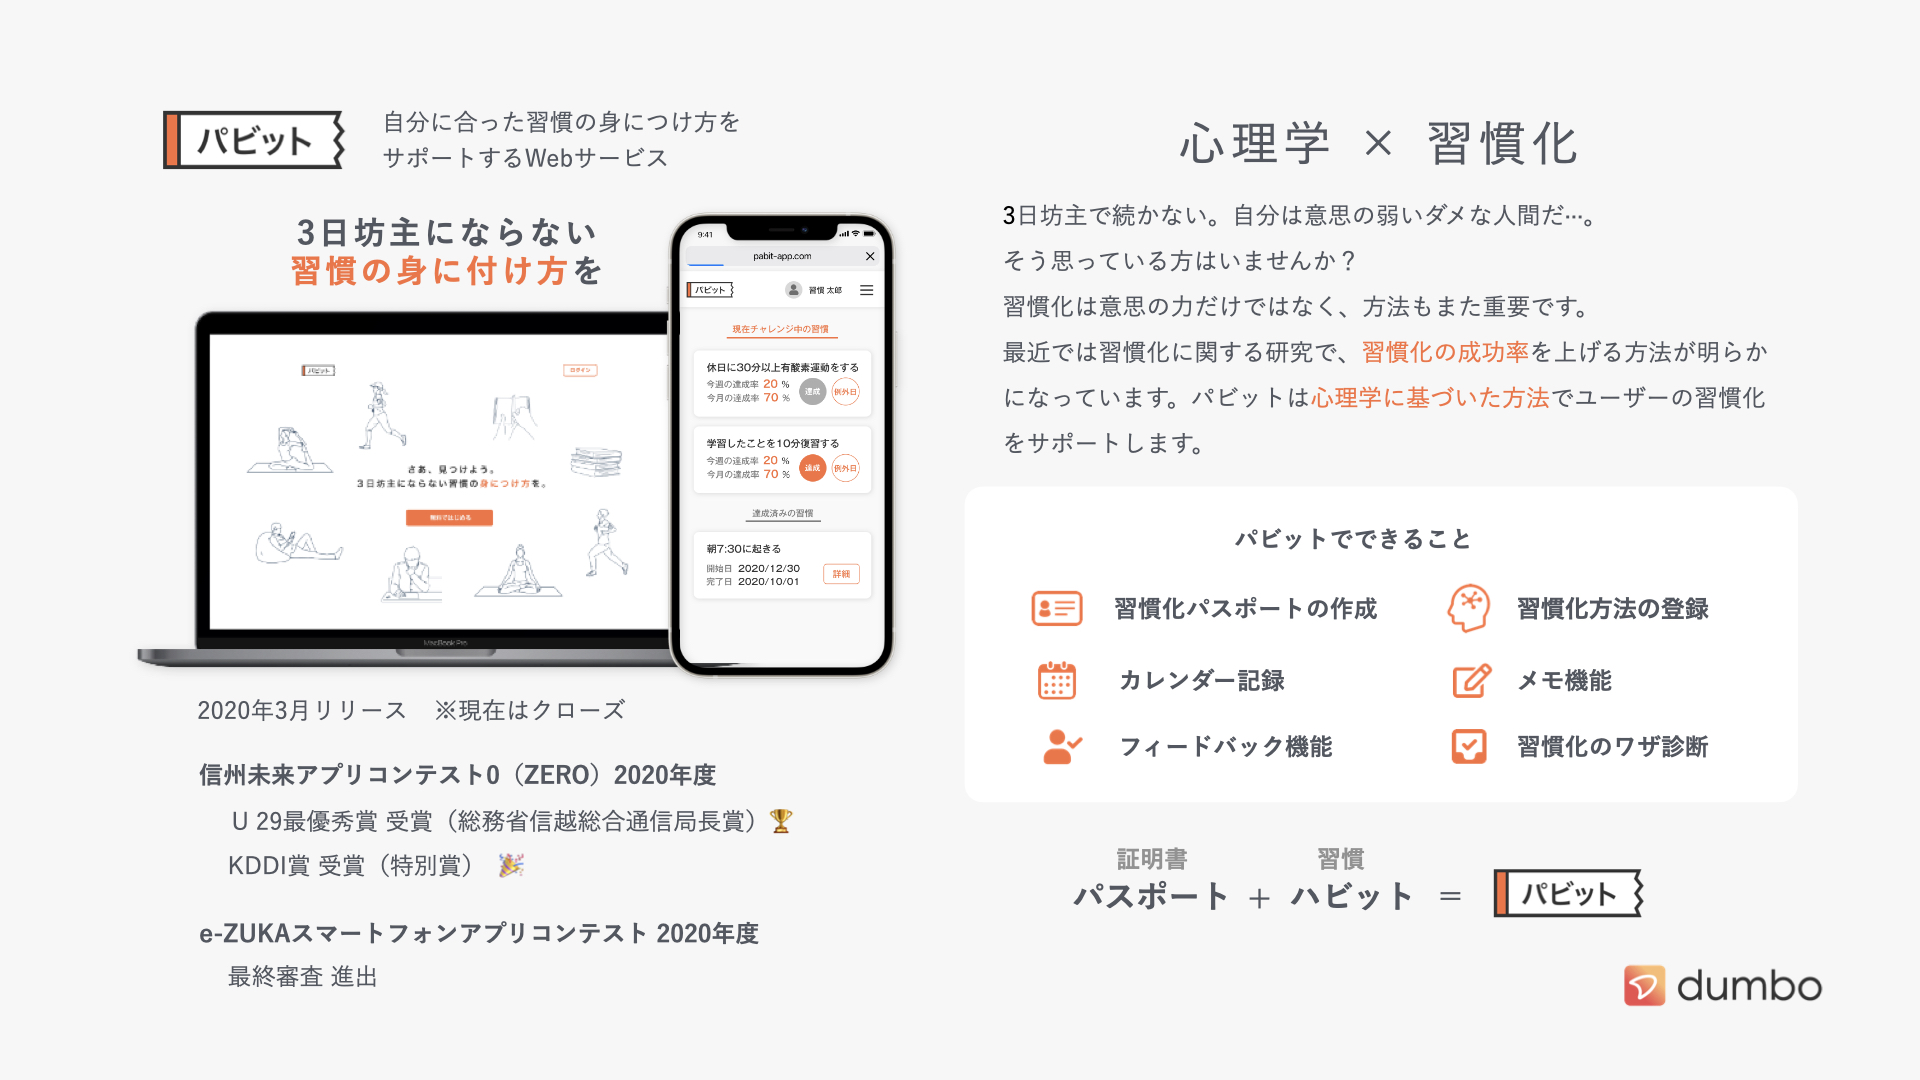 パビット
自分に合った習慣の身につけ方を
サポートするWebサービス
3日坊主にならない
習慣の身に付け方を
パビット
ログイン
さあ、見つけよう。
3日坊主にならない習慣の身につけ方を。
無料ではじめる
MacBook Pro
9:41
pabit-app.com
パビット
習慣 太郎
現在チャレンジ中の習慣
休日に30分以上有酸素運動をする
今週の達成率 20 %
今月の達成率 70 %
達成
例外日
学習したことを10分復習する
今週の達成率 20 %
今月の達成率 70 %
達成
例外日
達成済みの習慣
朝7:30に起きる
開始日 2020/12/30
完了日 2020/10/01
詳細
2020年3月リリース ※現在はクローズ
信州未来アプリコンテスト0（ZERO）2020年度
U 29最優秀賞 受賞（総務省信越総合通信局長賞）🏆
KDDI賞 受賞（特別賞） 🎉
e-ZUKAスマートフォンアプリコンテスト 2020年度
最終審査 進出
心理学 × 習慣化
3日坊主で続かない。自分は意思の弱いダメな人間だ…。
そう思っている方はいませんか？
習慣化は意思の力だけではなく、方法もまた重要です。
最近では習慣化に関する研究で、習慣化の成功率を上げる方法が明らか
になっています。パビットは心理学に基づいた方法でユーザーの習慣化
をサポートします。
パビットでできること
習慣化パスポートの作成
習慣化方法の登録
カレンダー記録
メモ機能
フィードバック機能
習慣化のワザ診断
証明書 習慣
パスポート + ハビット = パビット
dumbo